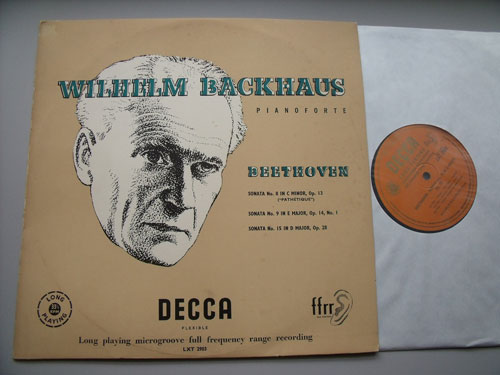 WILHELM BACKHAUS
PIANOFORTE
BEETHOVEN
SONATA No. 8 IN C MINOR, Op. 13
("PATHETIQUE")
SONATA No. 9 IN E MAJOR, Op. 14, No. 1
SONATA No. 15 IN D MAJOR, Op. 28
LONG
PLAYING
DECCA
FLEXIBLE
ffrr
Long playing microgroove full frequency range recording
LXT 2903
DECCA